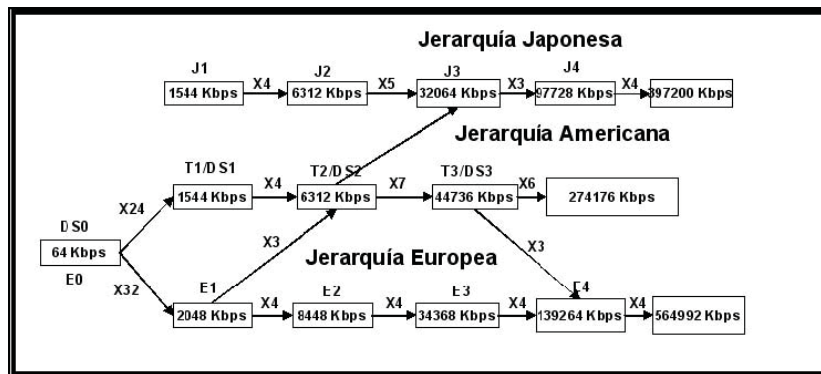 Jerarquía Japonesa
J1 J2 J3 J4
X4 X5 X3 X4
1544 Kbps 6312 Kbps 32064 Kbps 97728 Kbps 397200 Kbps
Jerarquía Americana
T1/DS1 T2/DS2 T3/DS3
X4 X7 X6
1544 Kbps 6312 Kbps 44736 Kbps 274176 Kbps
X24
DS0
64 Kbps
E0
X32
X3 X3
Jerarquía Europea
E1 E2 E3 E4
X4 X4 X4 X4
2048 Kbps 8448 Kbps 34368 Kbps 139264 Kbps 564992 Kbps